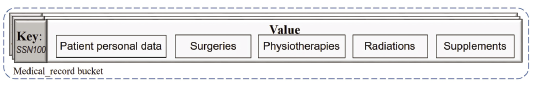 Value
Key:
SSN100
Patient personal data
Surgeries
Physiotherapies
Radiations
Supplements
Medical_record bucket